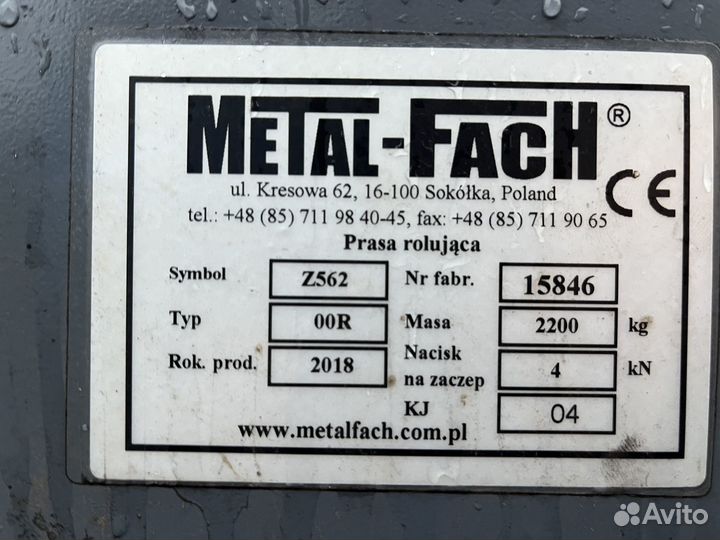 METAL-FACH®
ul. Kresowa 62, 16-100 Sokółka, Poland
tel.: +48 (85) 711 98 40-45, fax: +48 (85) 711 90 65
CE
Prasa rolująca
Symbol Z562 Nr fabr. 15846
Typ 00R Masa 2200 kg
Rok. prod. 2018 Nacisk na zaczep 4 kN
KJ 04
www.metalfach.com.pl
Avito